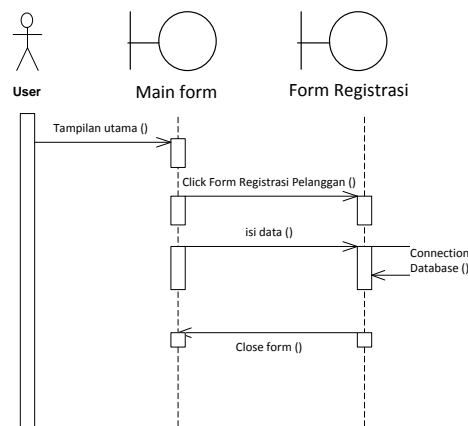 User
Main form
Form Registrasi
Tampilan utama ()
Click Form Registrasi Pelanggan ()
isi data ()
Connection
Database ()
Close form ()